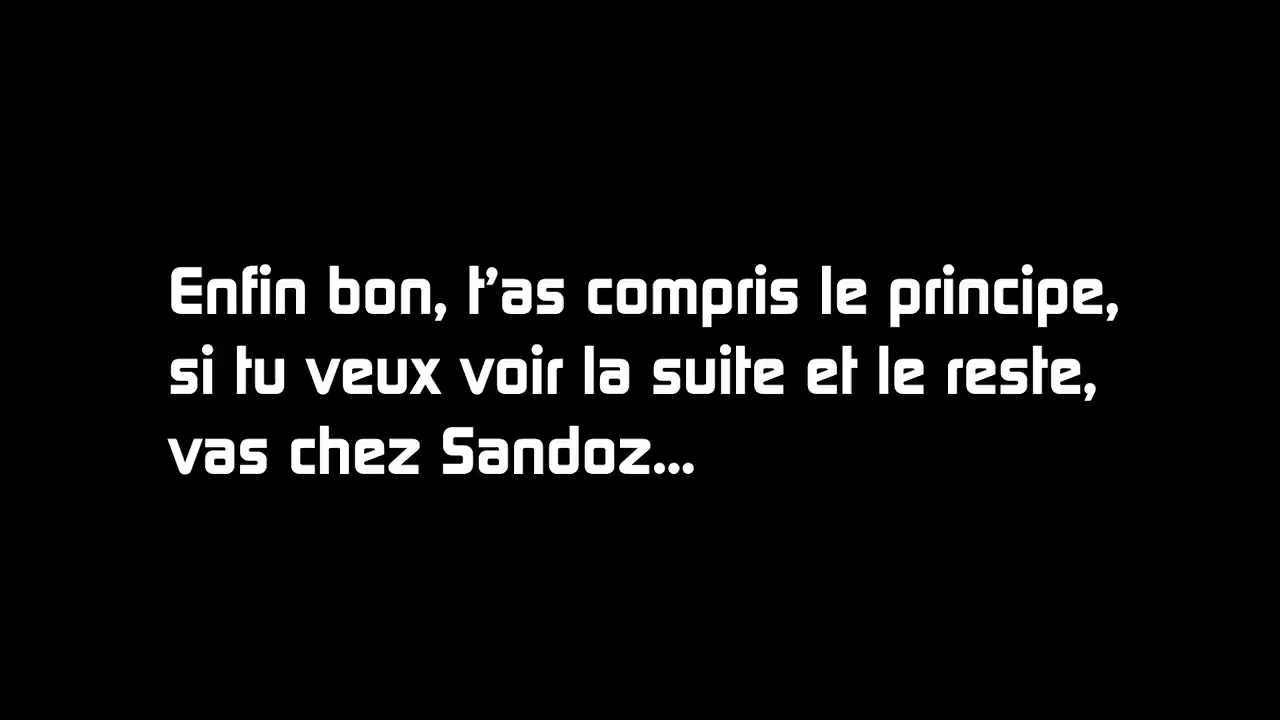 Enfin bon, t'as compris le principe,
si tu veux voir la suite et le reste,
vas chez Sandoz...